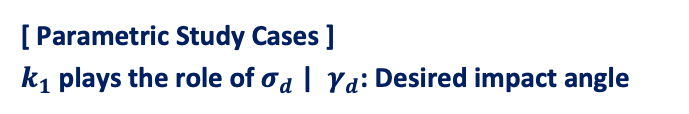 [ Parametric Study Cases ]
k₁ plays the role of σ_d | γ_d: Desired impact angle